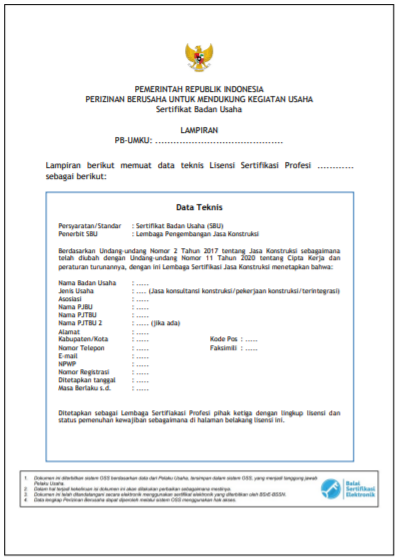 PEMERINTAH REPUBLIK INDONESIA
PERIZINAN BERUSAHA UNTUK MENDUKUNG KEGIATAN USAHA
Sertifikat Badan Usaha
LAMPIRAN
PB-UMKU: ..........................................
Lampiran berikut memuat data teknis Lisensi Sertifikasi Profesi ............
sebagai berikut:
Data Teknis
Persyaratan/Standar : Sertifikat Badan Usaha (SBU)
Penerbit SBU : Lembaga Pengembangan Jasa Konstruksi
Berdasarkan Undang-undang Nomor 2 Tahun 2017 tentang Jasa Konstruksi sebagaimana
telah diubah dengan Undang-undang Nomor 11 Tahun 2020 tentang Cipta Kerja dan
peraturan turunannya, dengan ini Lembaga Sertifikasi Jasa Konstruksi menetapkan bahwa:
Nama Badan Usaha : .....
Jenis Usaha : .... (Jasa konsultansi konstruksi/pekerjaan konstruksi/terintegrasi)
Asosiasi : .....
Nama PJBU : .....
Nama PJTBU : .....
Nama PJTBU 2 : ..... (jika ada)
Alamat : .....
Kabupaten/Kota : ..... Kode Pos : .....
Nomor Telepon : ..... Faksimili : .....
E-mail : .....
NPWP : .....
Nomor Registrasi : .....
Ditetapkan tanggal : .....
Masa Berlaku s.d. : .....
Ditetapkan sebagai Lembaga Sertifiakasi Profesi pihak ketiga dengan lingkup lisensi dan
status pemenuhan kewajiban sebagaimana di halaman belakang lisensi ini.
1. Dokumen ini diterbitkan sistem OSS berdasarkan data dari Pelaku Usaha, tersimpan dalam sistem OSS, yang menjadi tanggung jawab
Pelaku Usaha.
2. Dalam hal terjadi kekeliruan isi dokumen ini akan dilakukan perbaikan sebagaimana mestinya.
3. Dokumen ini telah ditandatangani secara elektronik menggunakan sertifikat elektronik yang diterbitkan oleh BSrE-BSSN.
4. Data lengkap Perizinan Berusaha dapat diperoleh melalui sistem OSS menggunakan hak akses.
Balai
Sertifikasi
Elektronik